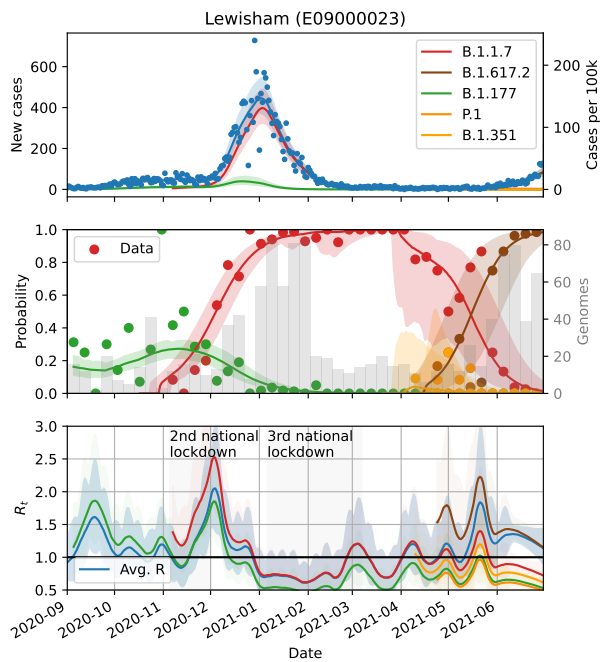 Lewisham (E09000023)
New cases
600
400
200
0
B.1.1.7
B.1.617.2
B.1.177
P.1
B.1.351
200
100
0
Cases per 100k
Probability
1.0
0.8
0.6
0.4
0.2
0.0
Data
80
60
40
20
0
Genomes
R_t
3.0
2.5
2.0
1.5
1.0
0.5
2nd national
lockdown
3rd national
lockdown
Avg. R
2020-09
2020-10
2020-11
2020-12
2021-01
2021-02
2021-03
2021-04
2021-05
2021-06
Date